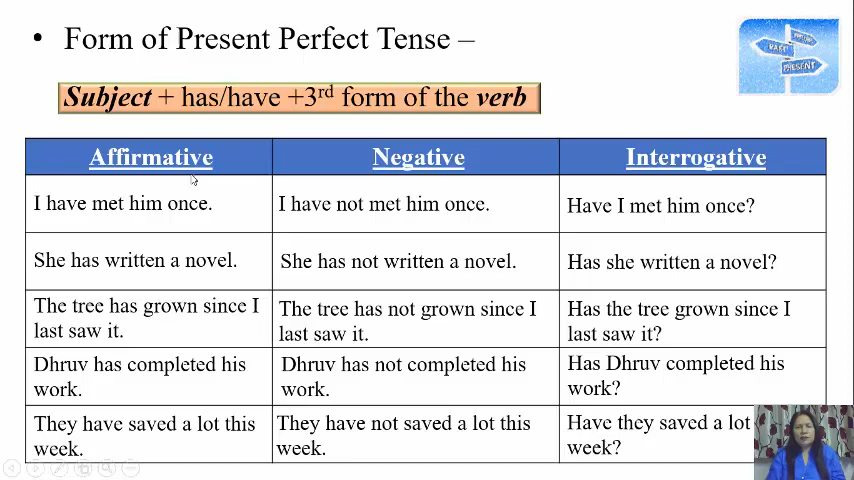 • Form of Present Perfect Tense –
Subject + has/have +3rd form of the verb
PAST
PRESENT
Affirmative Negative Interrogative
I have met him once. I have not met him once. Have I met him once?
She has written a novel. She has not written a novel. Has she written a novel?
The tree has grown since I
last saw it.
The tree has not grown since I
last saw it.
Has the tree grown since I
last saw it?
Dhruv has completed his
work.
Dhruv has not completed his
work.
Has Dhruv completed his
work?
They have saved a lot this
week.
They have not saved a lot this
week.
Have they saved a lot
week?